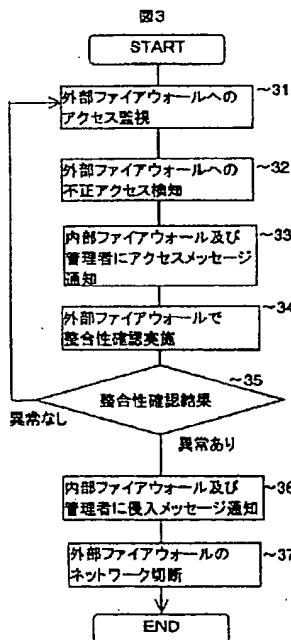 図3
START
外部ファイアウォールへの
アクセス監視
~31
外部ファイアウォールへの
不正アクセス検知
~32
内部ファイアウォール及び
管理者にアクセスメッセージ
通知
~33
外部ファイアウォールで
整合性確認実施
~34
整合性確認結果
~35
異常なし
異常あり
内部ファイアウォール及び
管理者に侵入メッセージ通知
~36
外部ファイアウォールの
ネットワーク切断
~37
END